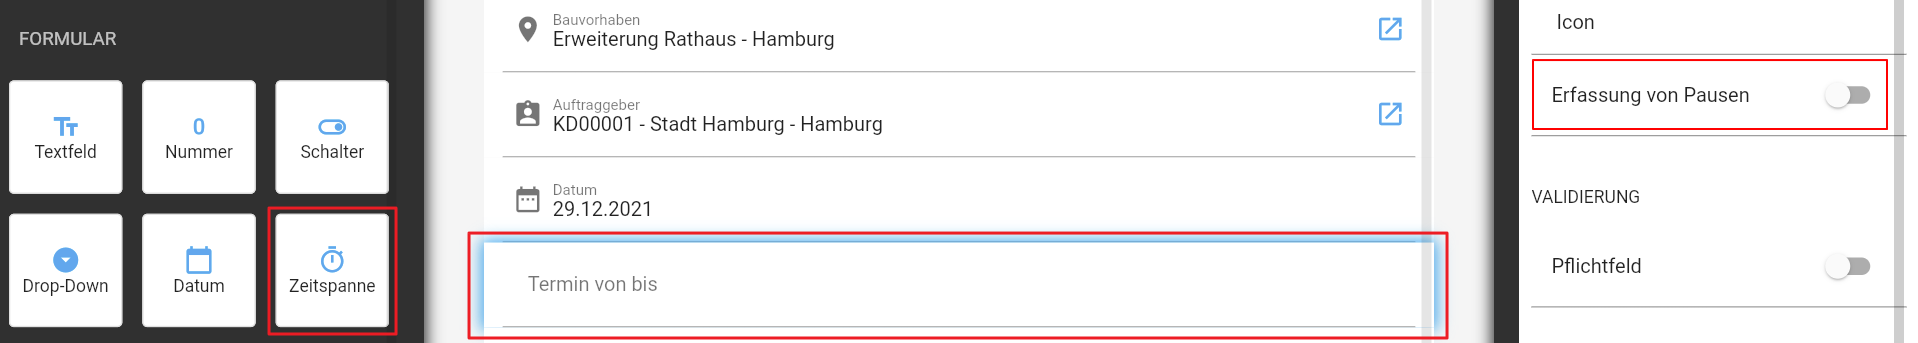 FORMULAR
Textfeld
0
Nummer
Schalter
Drop-Down
Datum
Zeitspanne
Bauvorhaben
Erweiterung Rathaus - Hamburg
Auftraggeber
KD00001 - Stadt Hamburg - Hamburg
Datum
29.12.2021
Termin von bis
Icon
Erfassung von Pausen
VALIDIERUNG
Pflichtfeld